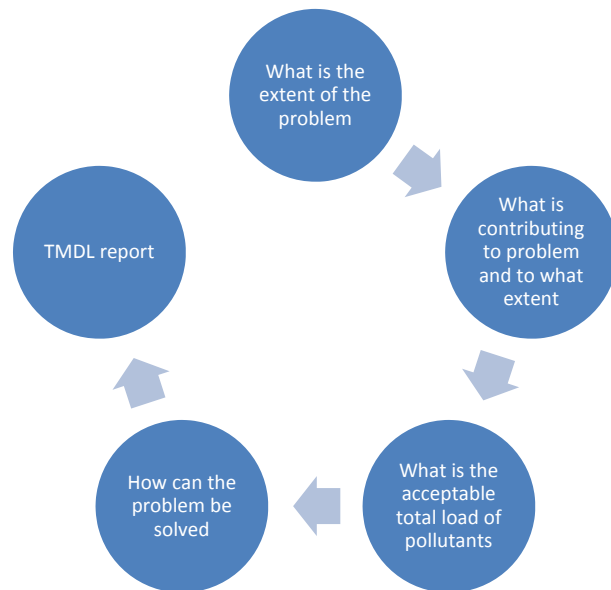 What is the
extent of the
problem
What is
contributing
to problem
and to what
extent
What is the
acceptable
total load of
pollutants
How can the
problem be
solved
TMDL report